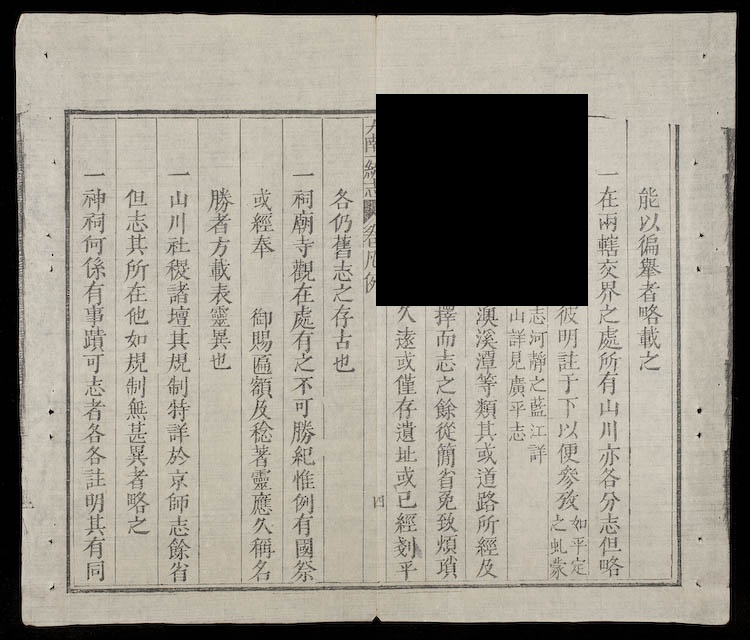 能以徧舉者略載之
一在兩轄交界之處所有山川亦各分志但略
彼明註于下以便參攷如平定
之虬蒙
志河靜之藍江詳
山詳見廣平志
澳溪潭等類其或道路所經及
擇而志之餘從簡省免致煩瑣
久遠或僅存遺址或已經剗平
大南一統志 卷凡例
四
各仍舊志之存古也
一祠廟寺觀在處有之不可勝紀惟例有國祭
或經奉 御賜匾額及稔著靈應久稱名
勝者方載表靈異也
一山川社稷諸壇其規制特詳於京師志餘省
但志其所在他如規制無甚異者略之
一神祠何係有事蹟可志者各各註明其有同